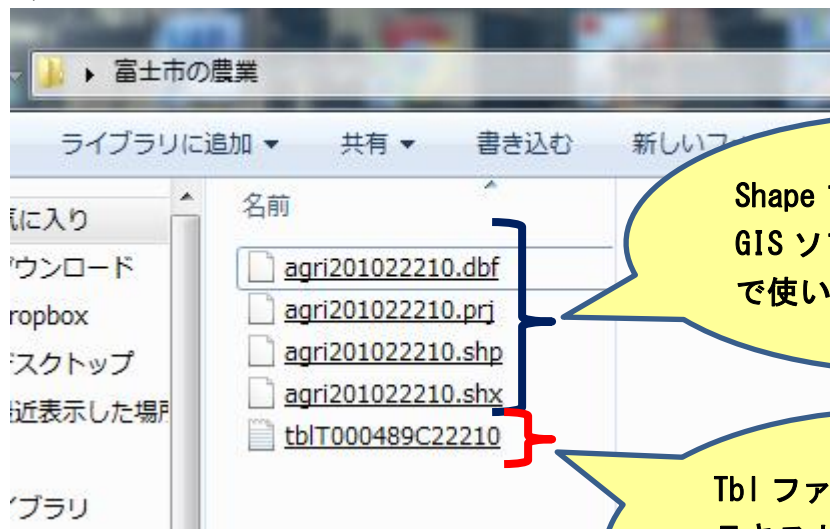 富士市の農業
ライブラリに追加 共有 書き込む 新しいフ
名前
気に入り
ウンロード
ropbox
スクトップ
近表示した場所
イブラリ
agri201022210.dbf
agri201022210.prj
agri201022210.shp
agri201022210.shx
tblT000489C22210
Shape
GIS ソ
で使い
Tbl ファ